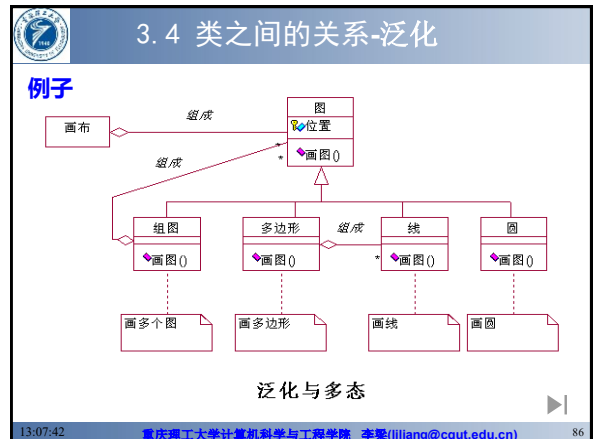 3.4 类之间的关系-泛化
例子
画布
组成
图
位置
画图()
*
*
组成
组图
画图()
多边形
画图()
组成
*
线
画图()
圆
画图()
画多个图
画多边形
画线
画圆
泛化与多态
13:07:42
重庆理工大学计算机科学与工程学院 李梁(liliang@cqut.edu.cn)
86